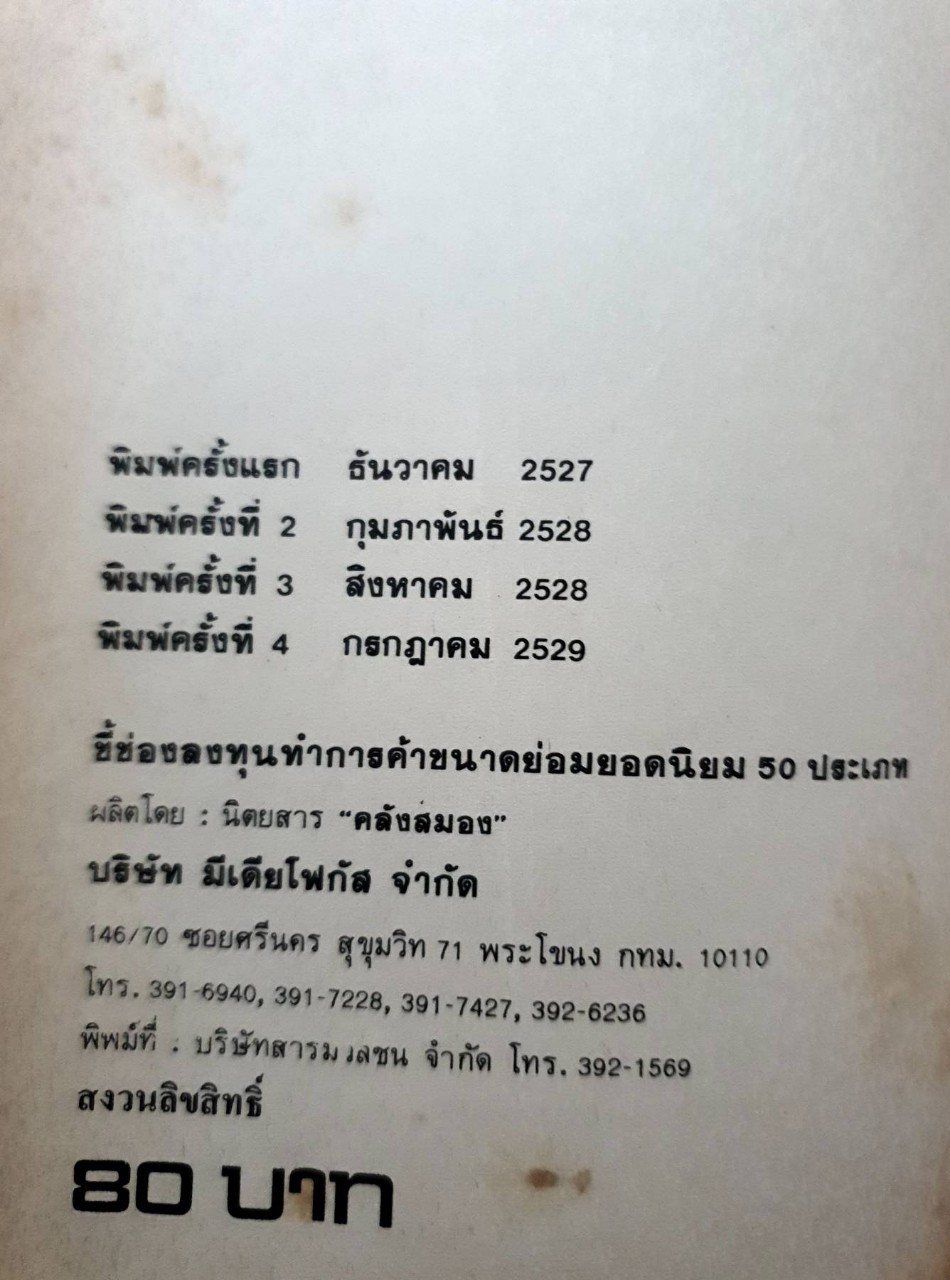 พิมพ์ครั้งแรก ธันวาคม 2527
พิมพ์ครั้งที่ 2 กุมภาพันธ์ 2528
พิมพ์ครั้งที่ 3 สิงหาคม 2528
พิมพ์ครั้งที่ 4 กรกฎาคม 2529
ชี้ช่องลงทุนทำการค้าขนาดย่อมยอดนิยม 50 ประเภท
ผลิตโดย : นิตยสาร "คลังสมอง"
บริษัท มีเดียโฟกัส จำกัด
146/70 ซอยศรีนคร สุขุมวิท 71 พระโขนง กทม. 10110
โทร. 391-6940, 391-7228, 391-7427, 392-6236
พิพม์ที่ : บริษัทสารมวลชน จำกัด โทร. 392-1569
สงวนลิขสิทธิ์
80 บาท